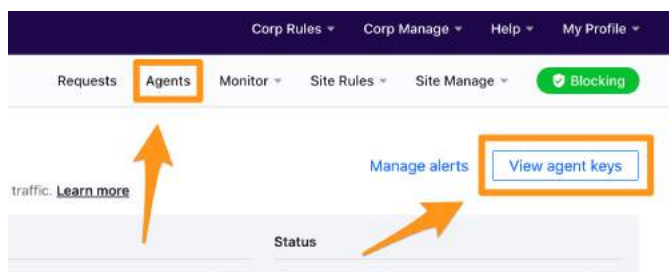 Corp Rules Corp Manage Help My Profile
Requests Agents Monitor Site Rules Site Manage Blocking
Manage alerts View agent keys
traffic. Learn more
Status